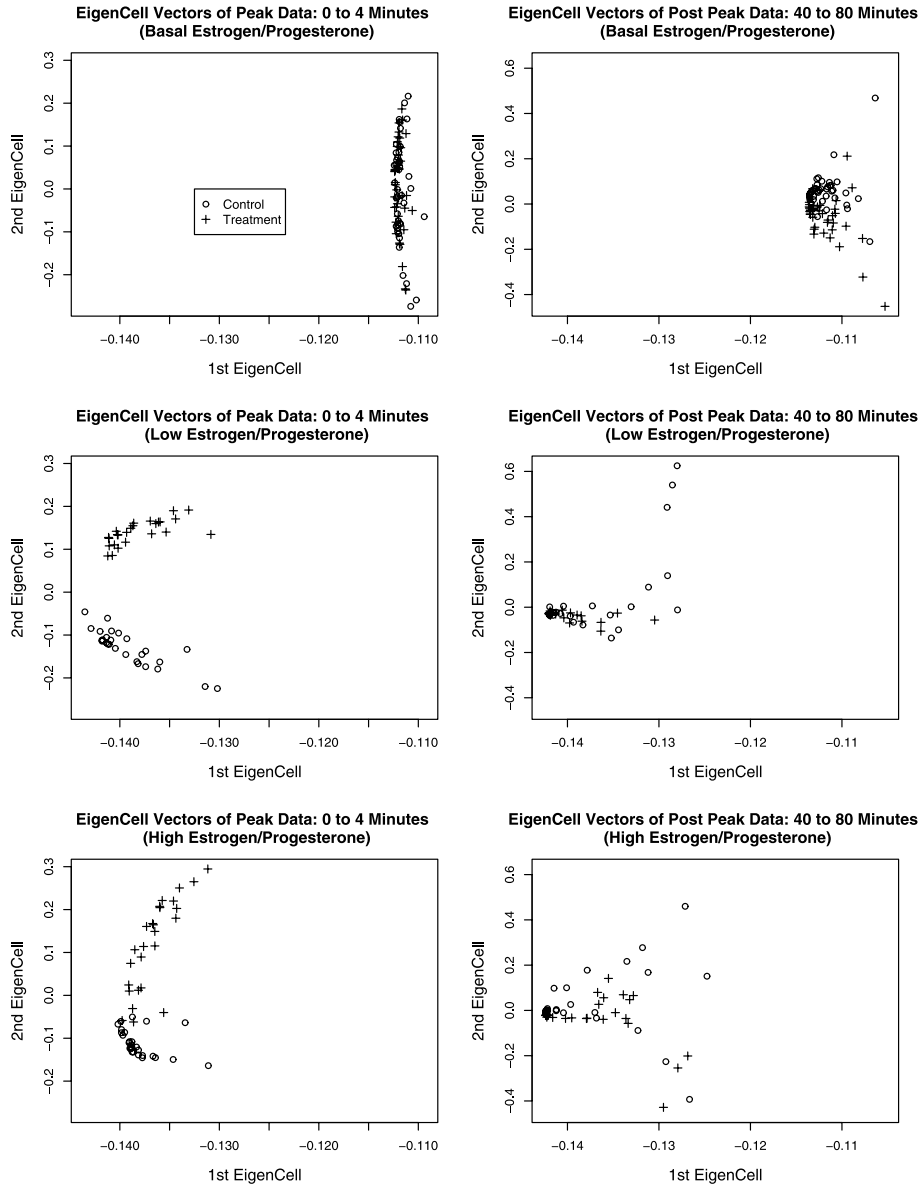 EigenCell Vectors of Peak Data: 0 to 4 Minutes
(Basal Estrogen/Progesterone)
2nd EigenCell
0.3
0.2
0.1
0.0
−0.1
−0.2
Control
Treatment
−0.140 −0.130 −0.120 −0.110
1st EigenCell
EigenCell Vectors of Post Peak Data: 40 to 80 Minutes
(Basal Estrogen/Progesterone)
2nd EigenCell
0.6
0.4
0.2
0.0
−0.2
−0.4
−0.14 −0.13 −0.12 −0.11
1st EigenCell
EigenCell Vectors of Peak Data: 0 to 4 Minutes
(Low Estrogen/Progesterone)
2nd EigenCell
0.3
0.2
0.1
0.0
−0.1
−0.2
−0.140 −0.130 −0.120 −0.110
1st EigenCell
EigenCell Vectors of Post Peak Data: 40 to 80 Minutes
(Low Estrogen/Progesterone)
2nd EigenCell
0.6
0.4
0.2
0.0
−0.2
−0.4
−0.14 −0.13 −0.12 −0.11
1st EigenCell
EigenCell Vectors of Peak Data: 0 to 4 Minutes
(High Estrogen/Progesterone)
2nd EigenCell
0.3
0.2
0.1
0.0
−0.1
−0.2
−0.140 −0.130 −0.120 −0.110
1st EigenCell
EigenCell Vectors of Post Peak Data: 40 to 80 Minutes
(High Estrogen/Progesterone)
2nd EigenCell
0.6
0.4
0.2
0.0
−0.2
−0.4
−0.14 −0.13 −0.12 −0.11
1st EigenCell